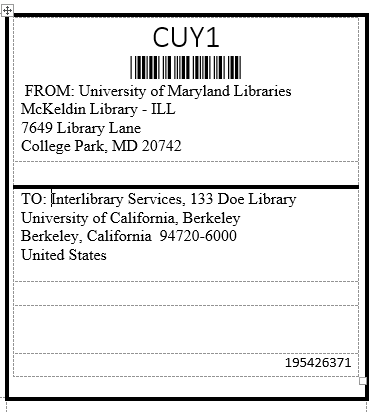 CUY1
FROM: University of Maryland Libraries
McKeldin Library - ILL
7649 Library Lane
College Park, MD 20742
TO: Interlibrary Services, 133 Doe Library
University of California, Berkeley
Berkeley, California  94720-6000
United States
195426371